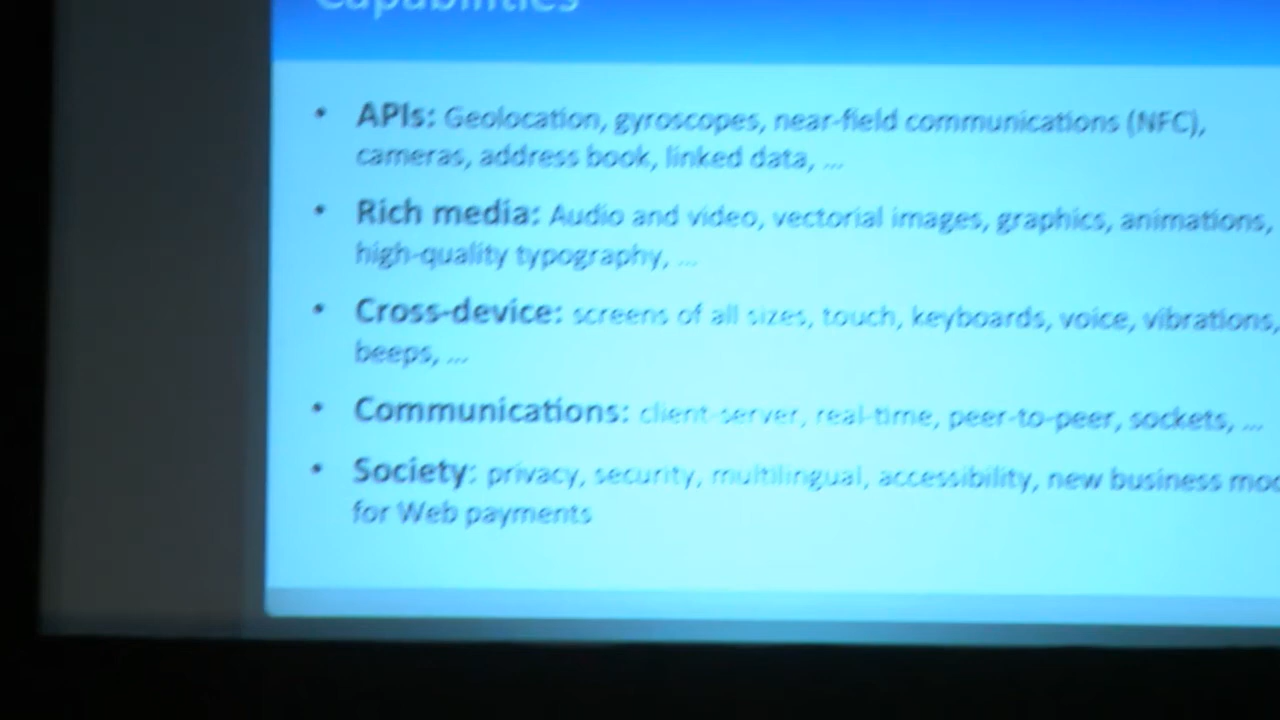 Capabilities
• APIs: Geolocation, gyroscopes, near-field communications (NFC),
cameras, address book, linked data, ...
• Rich media: Audio and video, vectorial images, graphics, animations,
high-quality typography, ...
• Cross-device: screens of all sizes, touch, keyboards, voice, vibrations,
beeps, ...
• Communications: client-server, real-time, peer-to-peer, sockets, ...
• Society: privacy, security, multilingual, accessibility, new business
for Web payments